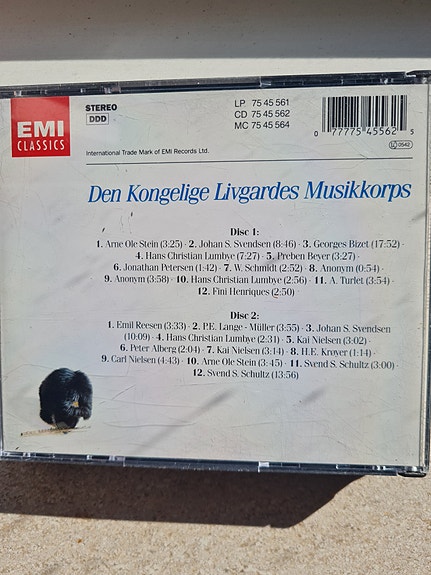 EMI
CLASSICS
STEREO
DDD
LP 75 45 561
CD 75 45 562
MC 75 45 564
0 77775 45562 5
LC 0542
International Trade Mark of EMI Records Ltd.
Den Kongelige Livgardes Musikkorps
Disc 1:
1. Arne Ole Stein (3:25) · 2. Johan S. Svendsen (8:46) · 3. Georges Bizet (17:52) ·
4. Hans Christian Lumbye (7:27) · 5. Preben Beyer (3:27) ·
6. Jonathan Petersen (1:42) · 7. W. Schmidt (2:52) · 8. Anonym (0:54) ·
9. Anonym (3:58) · 10. Hans Christian Lumbye (2:56) · 11. A. Turlet (3:54) ·
12. Fini Henriques (2:50) ·
Disc 2:
1. Emil Reesen (3:33) · 2. P.E. Lange - Müller (3:55) · 3. Johan S. Svendsen
(10:09) · 4. Hans Christian Lumbye (2:31) · 5. Kai Nielsen (3:02) ·
6. Peter Alberg (2:04) · 7. Kai Nielsen (3:14) · 8. H.E. Krøyer (1:14) ·
9. Carl Nielsen (4:43) · 10. Arne Ole Stein (3:45) · 11. Svend S. Schultz (3:00) ·
12. Svend S. Schultz (13:56)